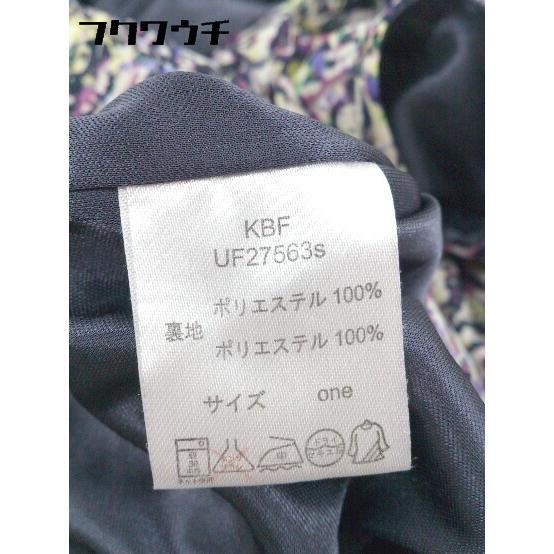 フクワウチ
KBF
UF27563s
ポリエステル 100%
裏地
ポリエステル 100%
サイズ one
中